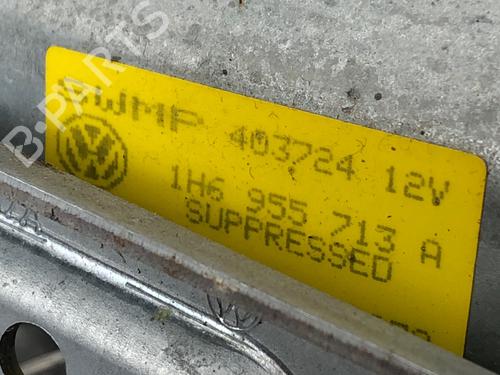 SWMP 403724 12V
1H6 955 713 A
SUPPRESSED
B-PARTS